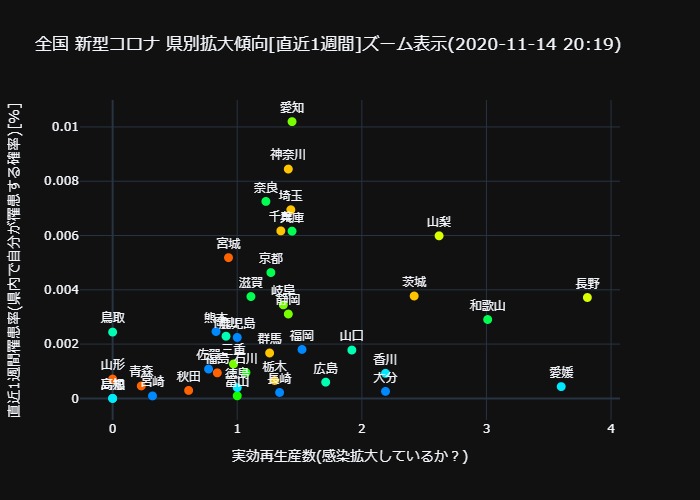 全国 新型コロナ 県別拡大傾向[直近1週間]ズーム表示(2020-11-14 20:19)
直近1週間罹患率(県内で自分が罹患する確率)[%]
0.01
0.008
0.006
0.004
0.002
0
愛知
神奈川
奈良
埼玉
千葉
兵庫
山梨
宮城
京都
滋賀
茨城
長野
岐阜
静岡
和歌山
鳥取
熊本
鹿児島
三重
群馬
福岡
山口
佐賀
福島
石川
山形
青森
宮崎
秋田
徳島
富山
栃木
長崎
広島
香川
大分
愛媛
0
1
2
3
4
実効再生産数(感染拡大しているか？)